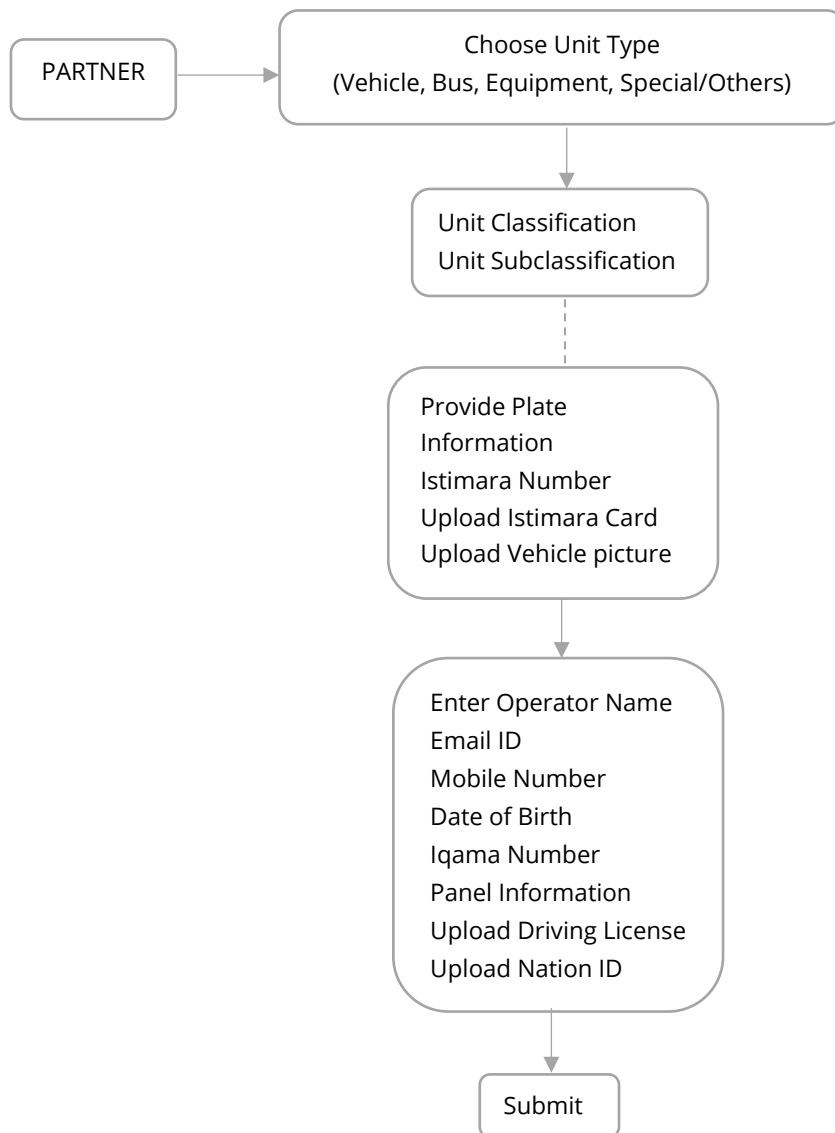 PARTNER
Choose Unit Type
(Vehicle, Bus, Equipment, Special/Others)
Unit Classification
Unit Subclassification
Provide Plate
Information
Istimara Number
Upload Istimara Card
Upload Vehicle picture
Enter Operator Name
Email ID
Mobile Number
Date of Birth
Iqama Number
Panel Information
Upload Driving License
Upload Nation ID
Submit